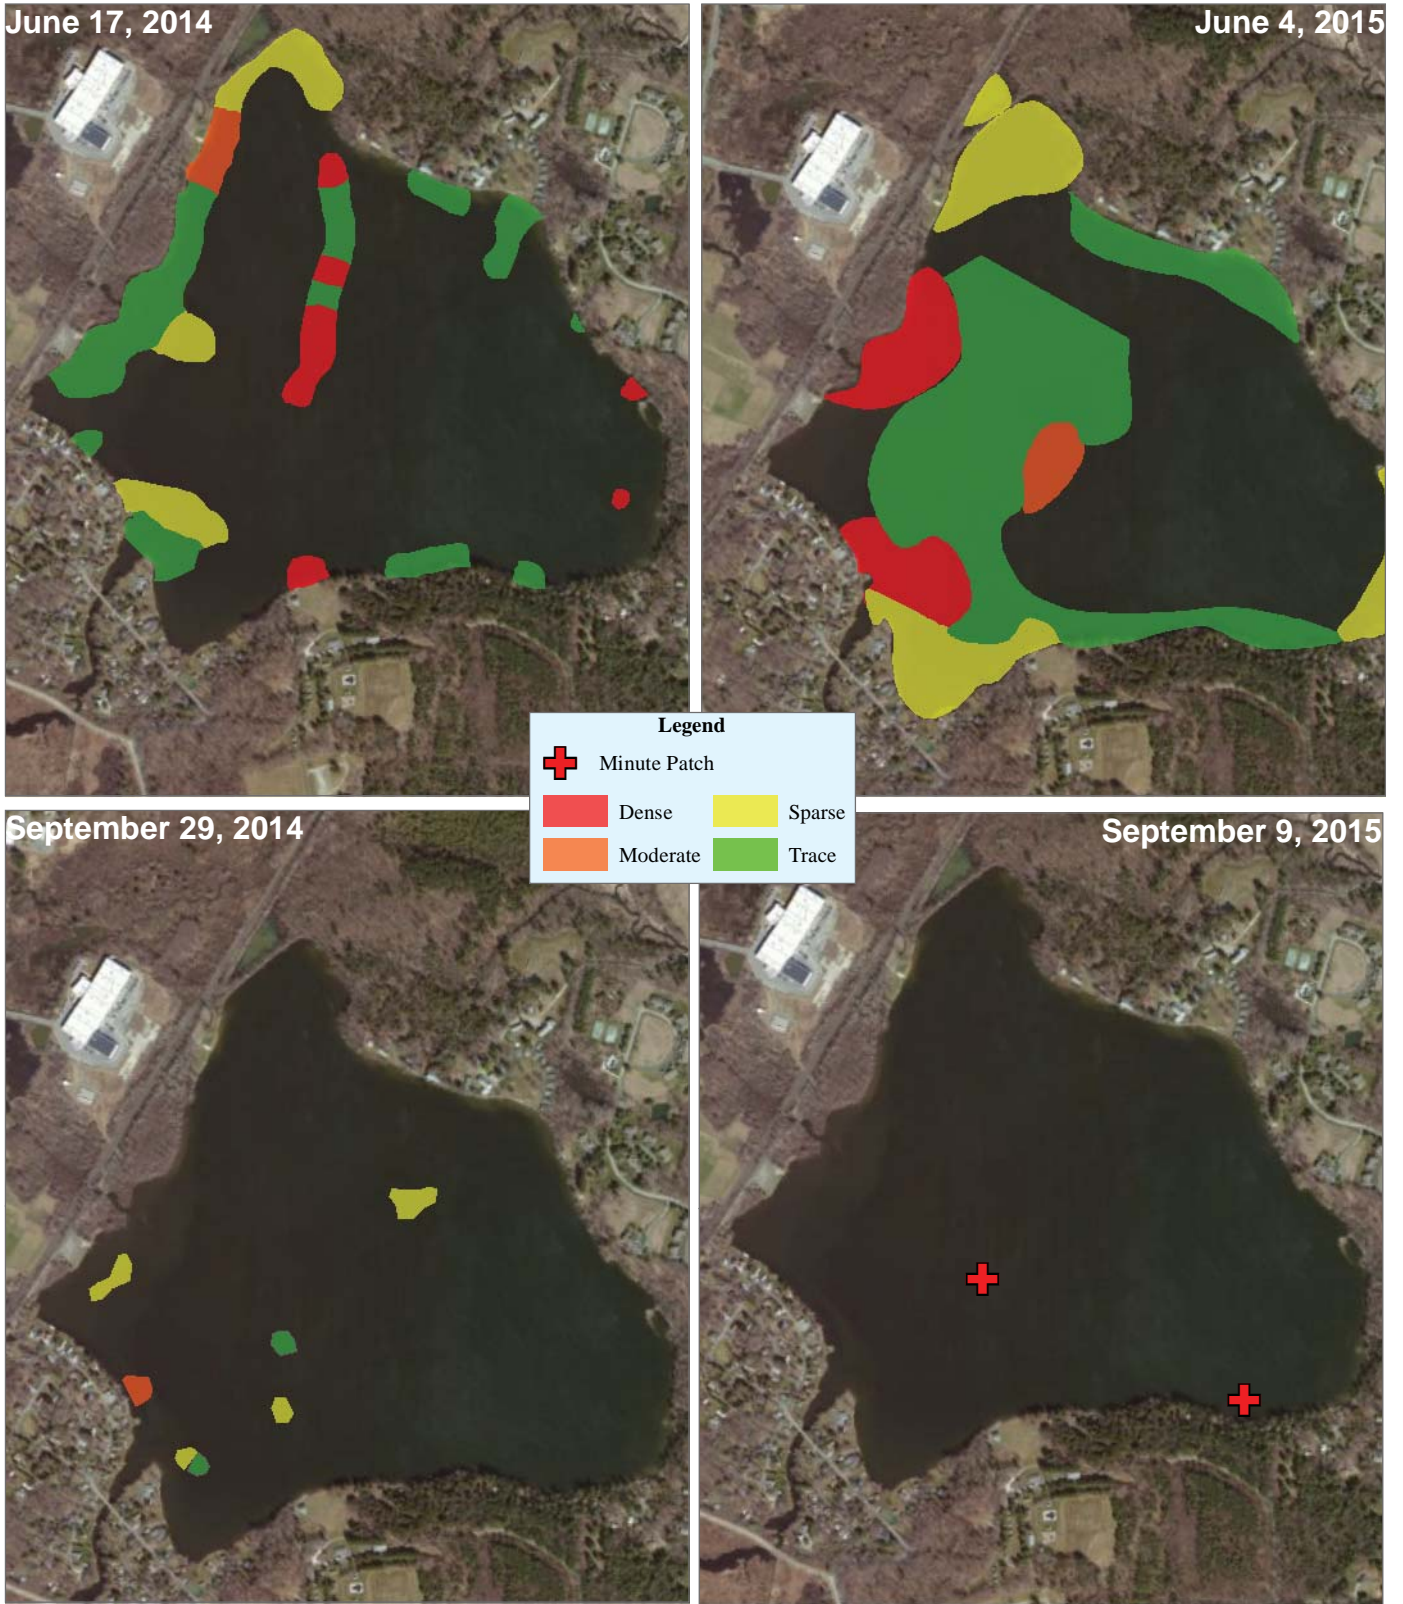 June 17, 2014
June 4, 2015
Legend
Minute Patch
Dense
Sparse
Moderate
Trace
September 29, 2014
September 9, 2015